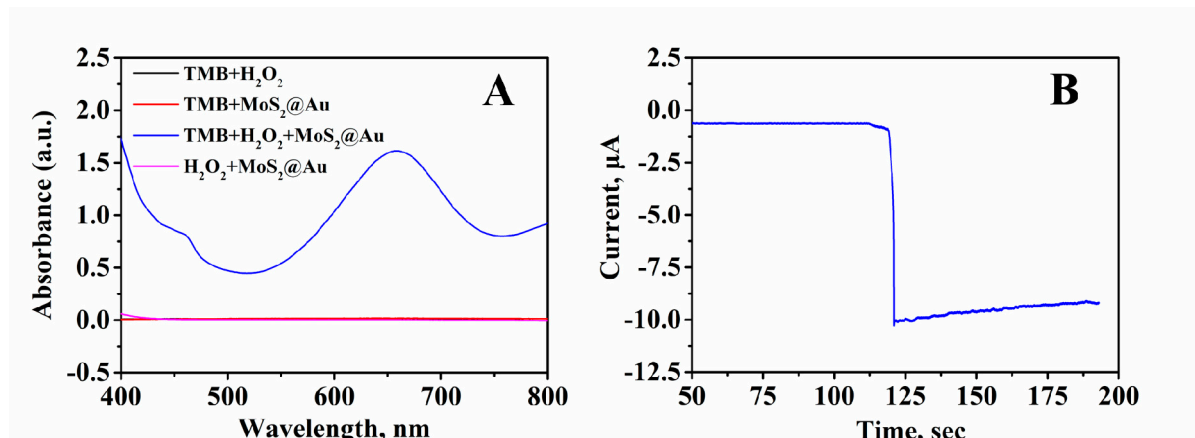 A
TMB+H₂O₂
TMB+MoS₂@Au
TMB+H₂O₂+MoS₂@Au
H₂O₂+MoS₂@Au
2.5
2.0
1.5
1.0
0.5
0.0
-0.5
400
500
600
700
800
Absorbance (a.u.)
Wavelength, nm
B
2.5
0.0
-2.5
-5.0
-7.5
-10.0
-12.5
50
75
100
125
150
175
200
Current, μA
Time, sec